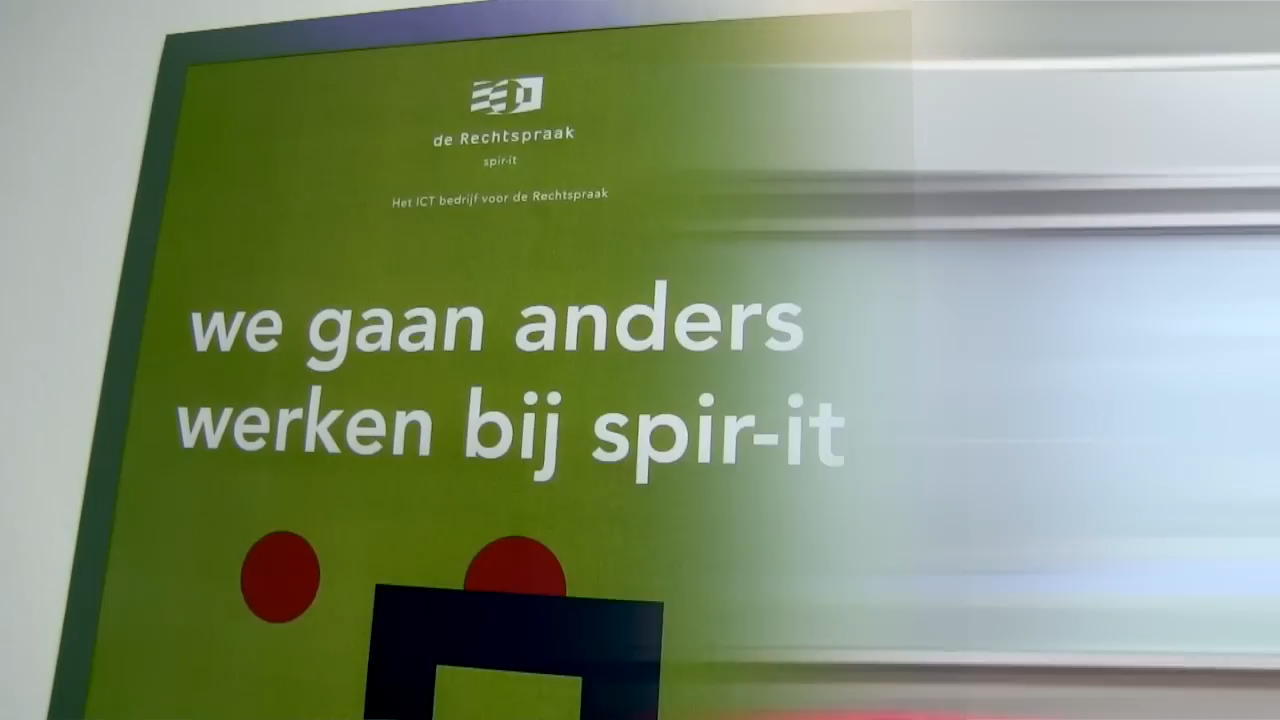 de Rechtspraak
spir-it
Het ICT bedrijf voor de Rechtspraak
we gaan anders
werken bij spir-it